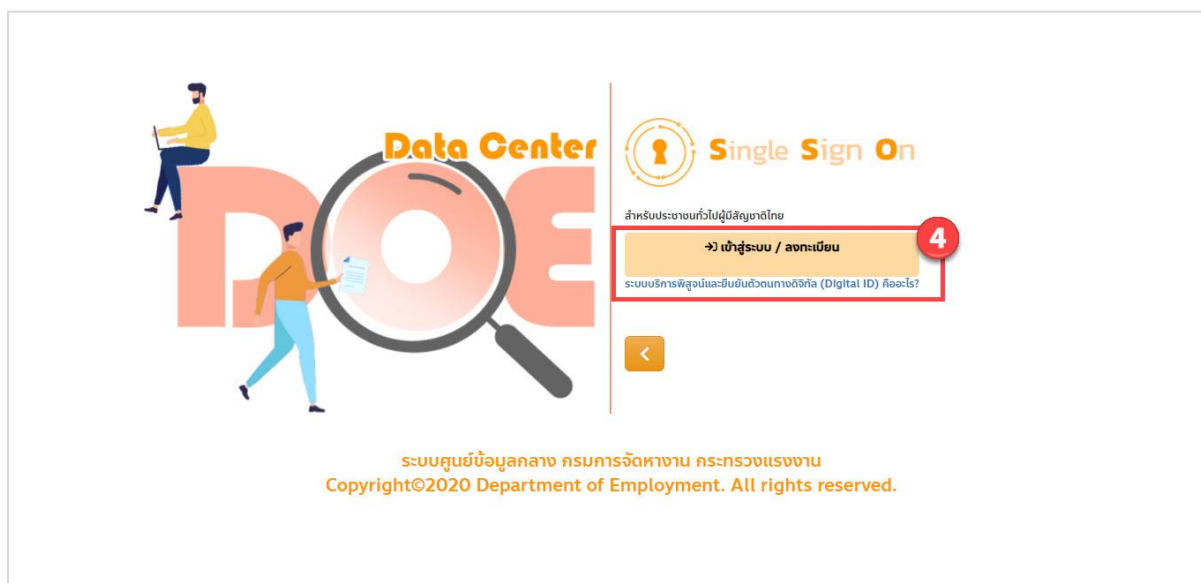 Data Center
DOE
Single Sign On
สำหรับประชาชนทั่วไปผู้มีสัญชาติไทย
เข้าสู่ระบบ / ลงทะเบียน
4
ระบบบริการพิสูจน์และยืนยันตัวตนทางดิจิทัล (Digital ID) คืออะไร?
ระบบศูนย์ข้อมูลกลาง กรมการจัดหางาน กระทรวงแรงงาน
Copyright©2020 Department of Employment. All rights reserved.